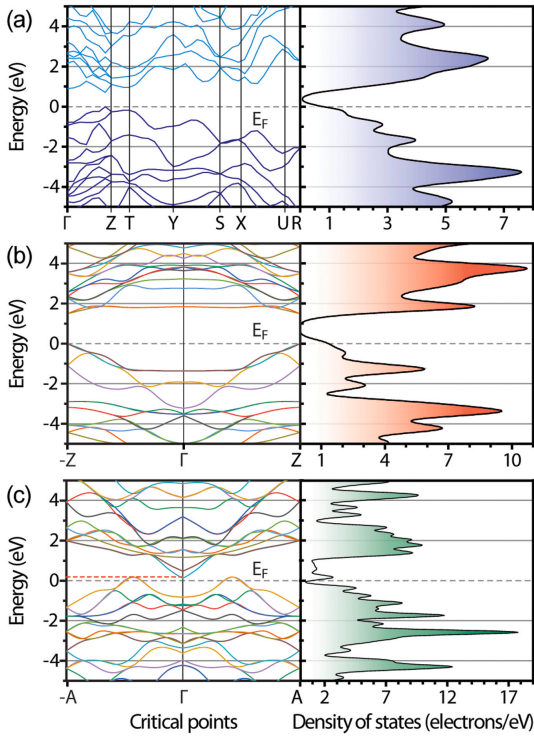 (a)
Energy (eV)
4
2
0
-2
-4
E_F
Γ Z T Y S X U R
1 3 5 7
(b)
Energy (eV)
4
2
0
-2
-4
E_F
-Z Γ Z
1 4 7 10
(c)
Energy (eV)
4
2
0
-2
-4
E_F
-A Γ A
2 7 12 17
Critical points
Density of states (electrons/eV)